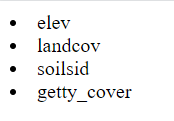 • elev
• landcov
• soilsid
• getty_cover